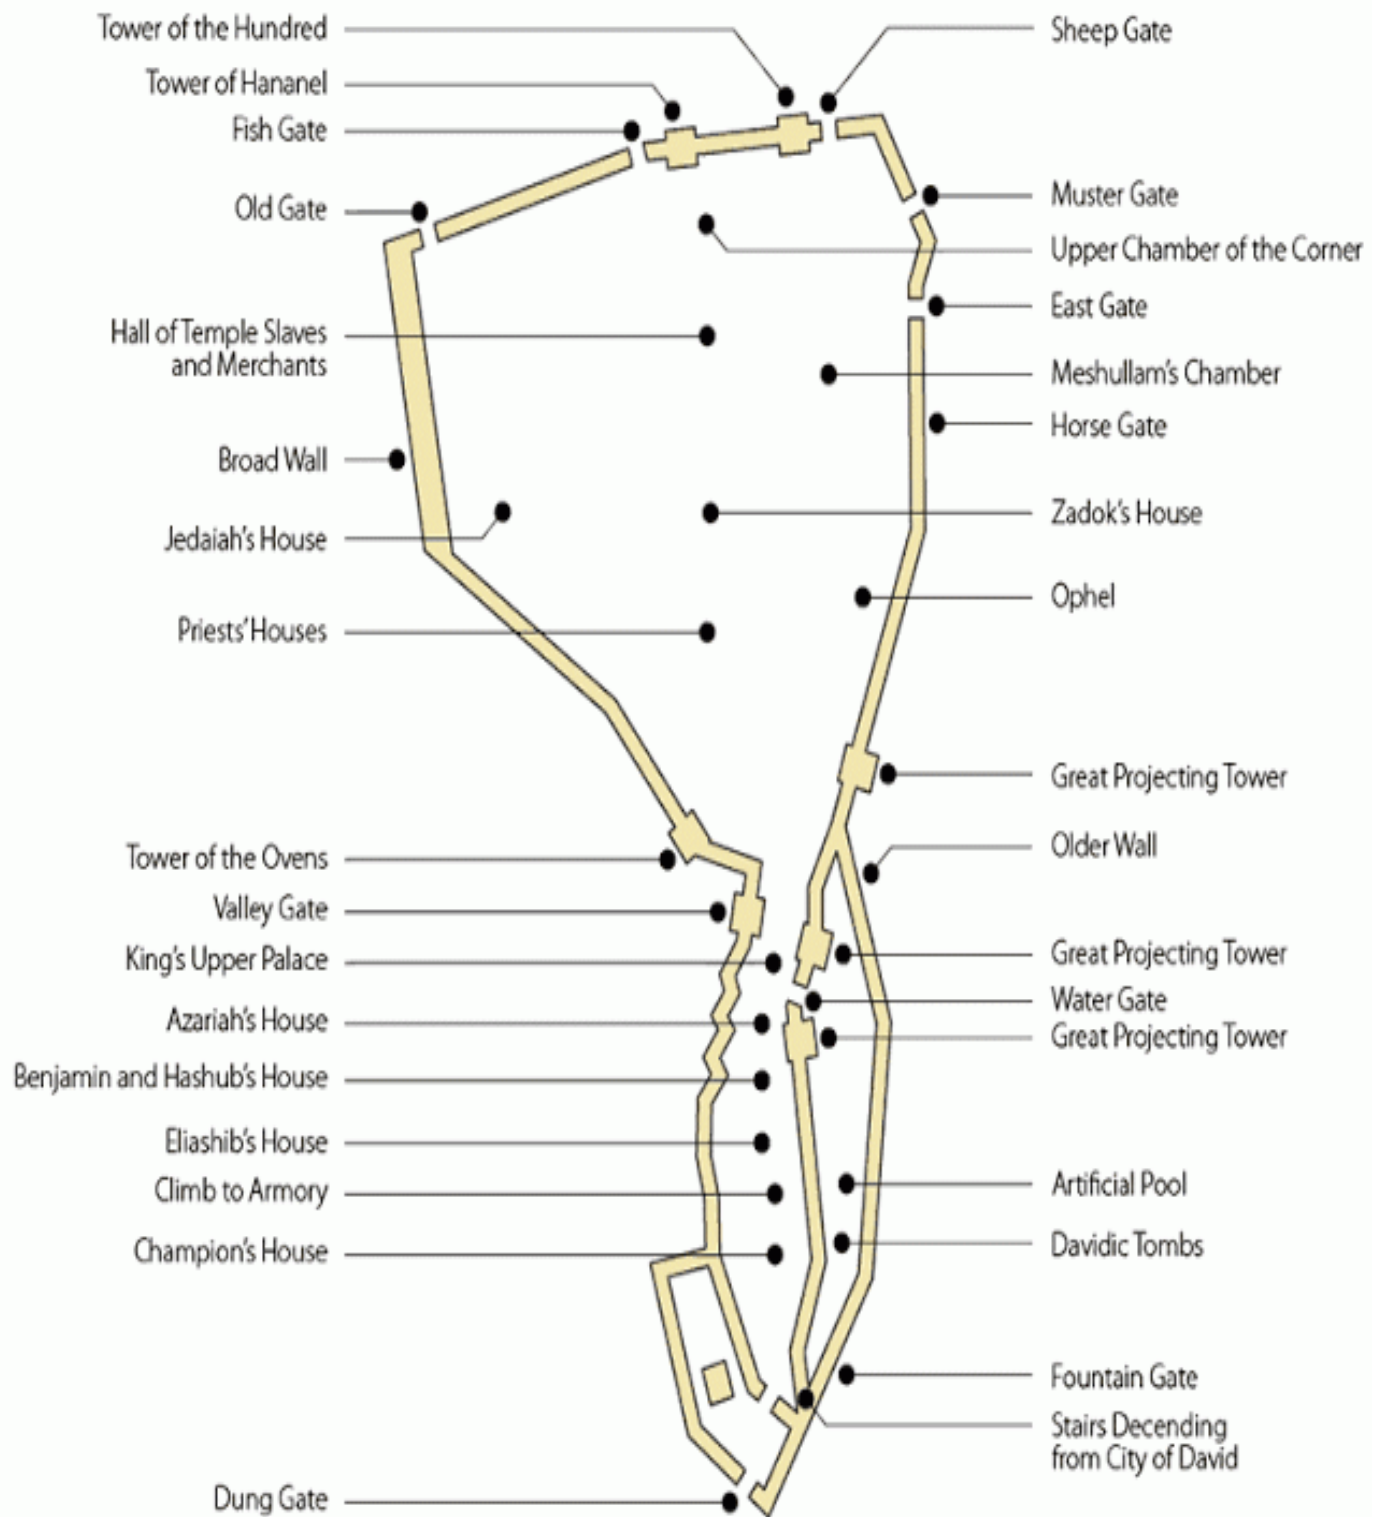 Tower of the Hundred
Tower of Hananel
Fish Gate
Old Gate
Hall of Temple Slaves
and Merchants
Broad Wall
Jedaiah's House
Priests' Houses
Tower of the Ovens
Valley Gate
King's Upper Palace
Azariah's House
Benjamin and Hashub's House
Eliashib's House
Climb to Armory
Champion's House
Dung Gate
Sheep Gate
Muster Gate
Upper Chamber of the Corner
East Gate
Meshullam's Chamber
Horse Gate
Zadok's House
Ophel
Great Projecting Tower
Older Wall
Great Projecting Tower
Water Gate
Great Projecting Tower
Artificial Pool
Davidic Tombs
Fountain Gate
Stairs Decending
from City of David